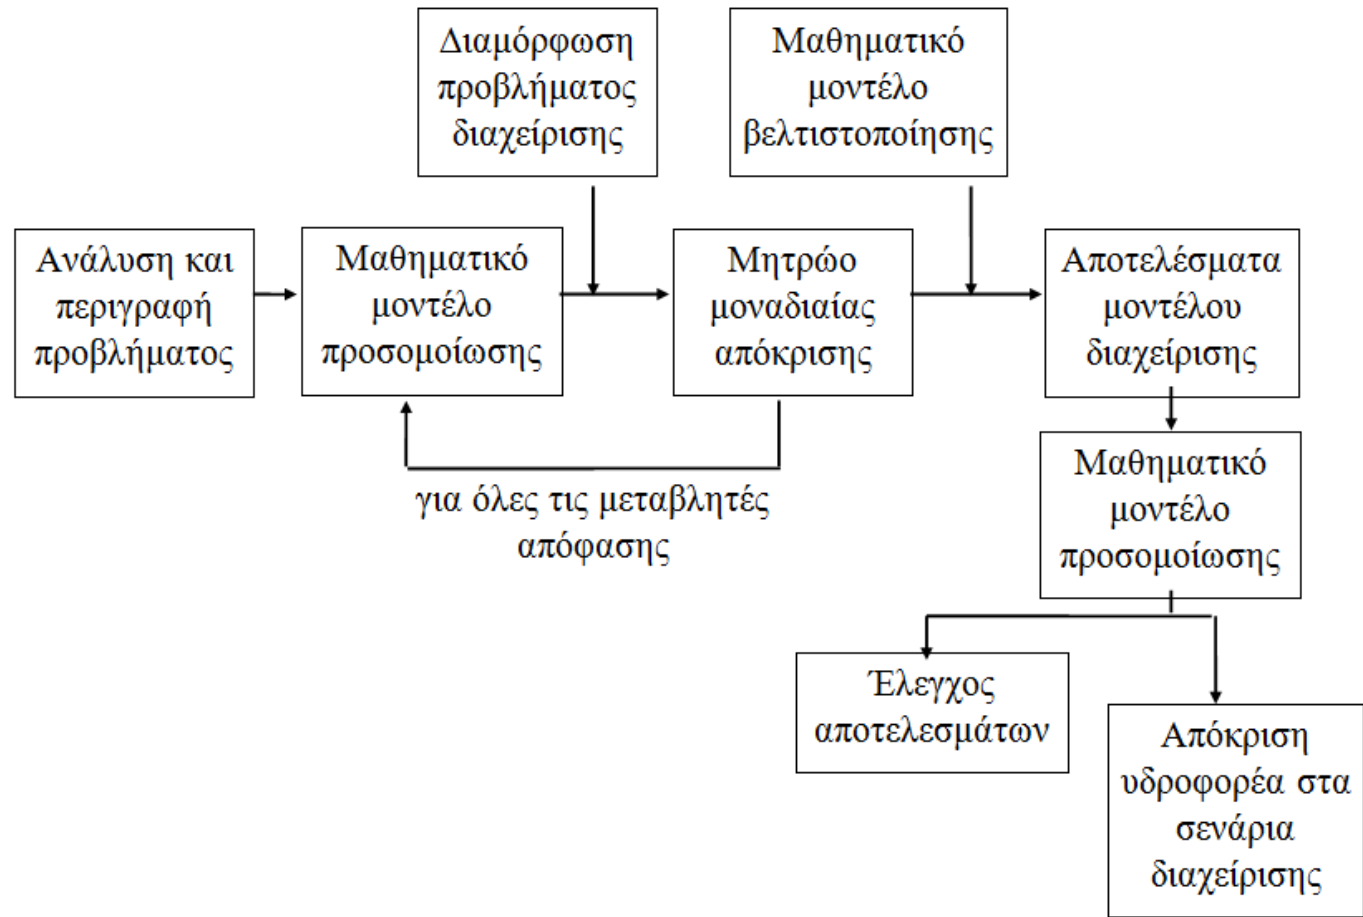 Διαμόρφωση
προβλήματος
διαχείρισης
Μαθηματικό
μοντέλο
βελτιστοποίησης
Ανάλυση και
περιγραφή
προβλήματος
Μαθηματικό
μοντέλο
προσομοίωσης
Μητρώο
μοναδιαίας
απόκρισης
Αποτελέσματα
μοντέλου
διαχείρισης
για όλες τις μεταβλητές
απόφασης
Μαθηματικό
μοντέλο
προσομοίωσης
Έλεγχος
αποτελεσμάτων
Απόκριση
υδροφορέα στα
σενάρια
διαχείρισης